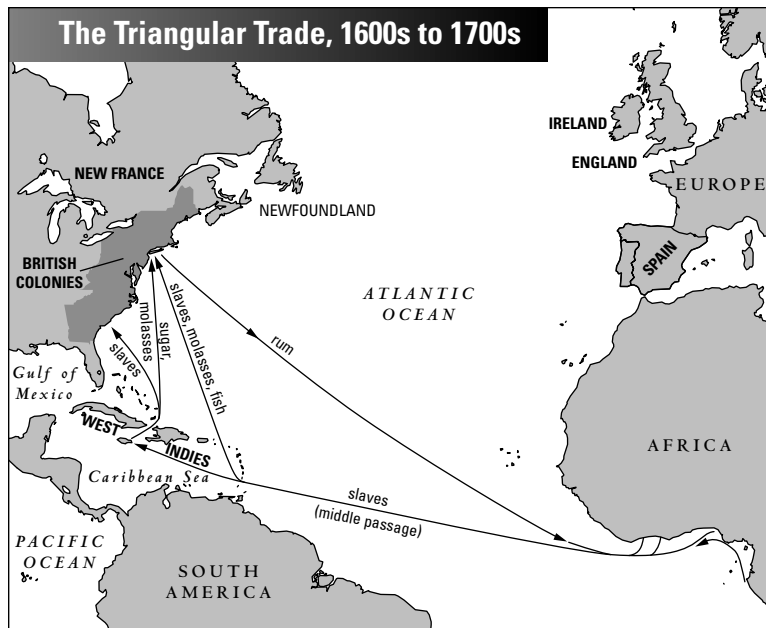 The Triangular Trade, 1600s to 1700s
IRELAND
ENGLAND
EUROPE
NEW FRANCE
NEWFOUNDLAND
BRITISH
COLONIES
SPAIN
ATLANTIC
OCEAN
sugar,
molasses
slaves, molasses, fish
slaves
rum
Gulf of
Mexico
WEST
INDIES
AFRICA
Caribbean Sea
slaves
(middle passage)
PACIFIC
OCEAN
SOUTH
AMERICA